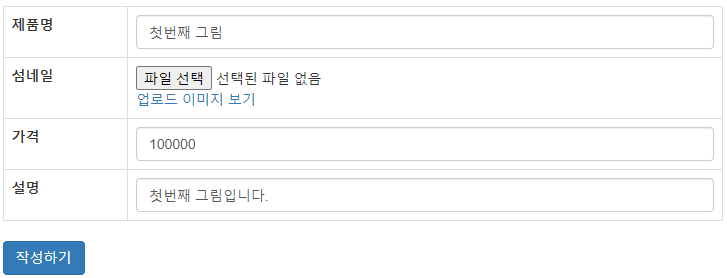 제품명
첫번째 그림
섬네일
파일 선택 선택된 파일 없음
업로드 이미지 보기
가격
100000
설명
첫번째 그림입니다.
작성하기